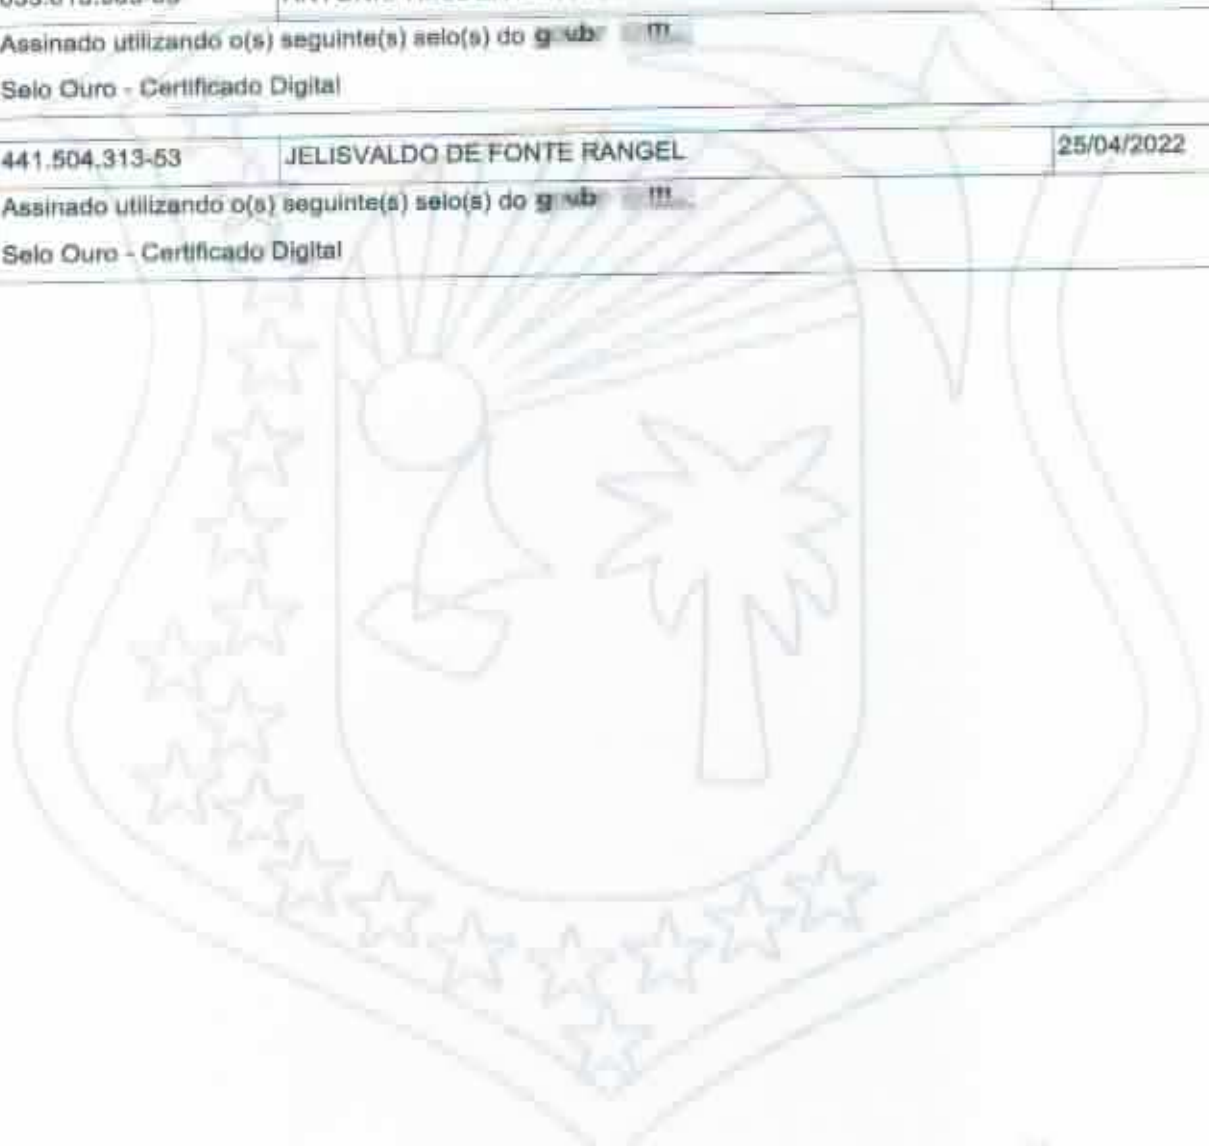 Assinado utilizando o(s) seguinte(s) selo(s) do
Selo Ouro - Certificado Digital
441.504.313-53 JELISVALDO DE FONTE RANGEL 25/04/2022
Assinado utilizando o(s) seguinte(s) selo(s) do
Selo Ouro - Certificado Digital